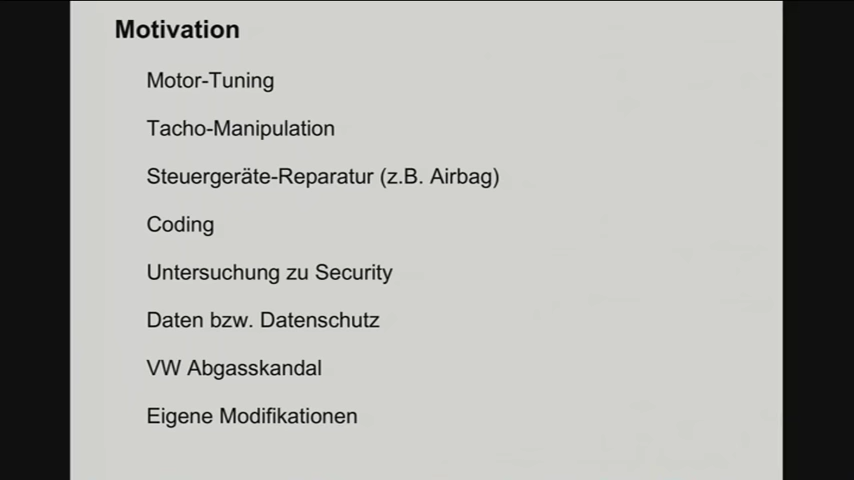 Motivation
Motor-Tuning
Tacho-Manipulation
Steuergeräte-Reparatur (z.B. Airbag)
Coding
Untersuchung zu Security
Daten bzw. Datenschutz
VW Abgasskandal
Eigene Modifikationen